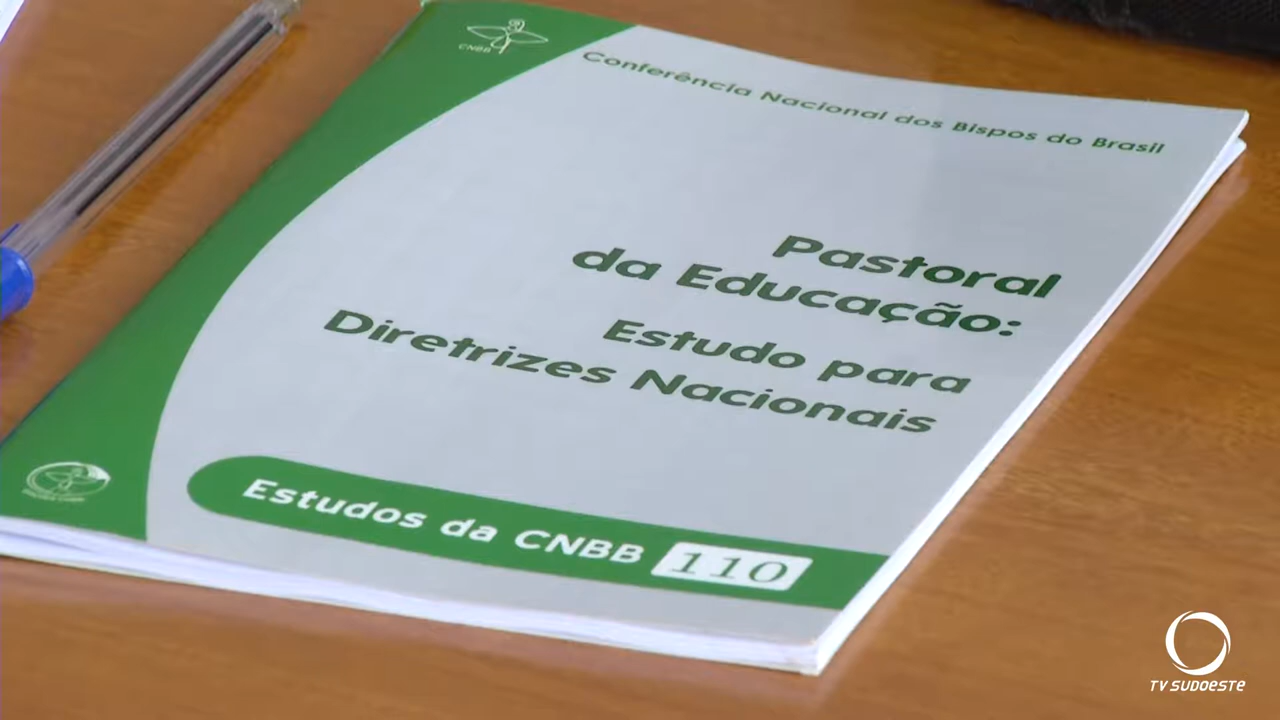 CNBB
Conferência Nacional dos Bispos do Brasil
Pastoral
da Educação:
Estudo para
Diretrizes Nacionais
Estudos da CNBB 110
TV SUDOESTE